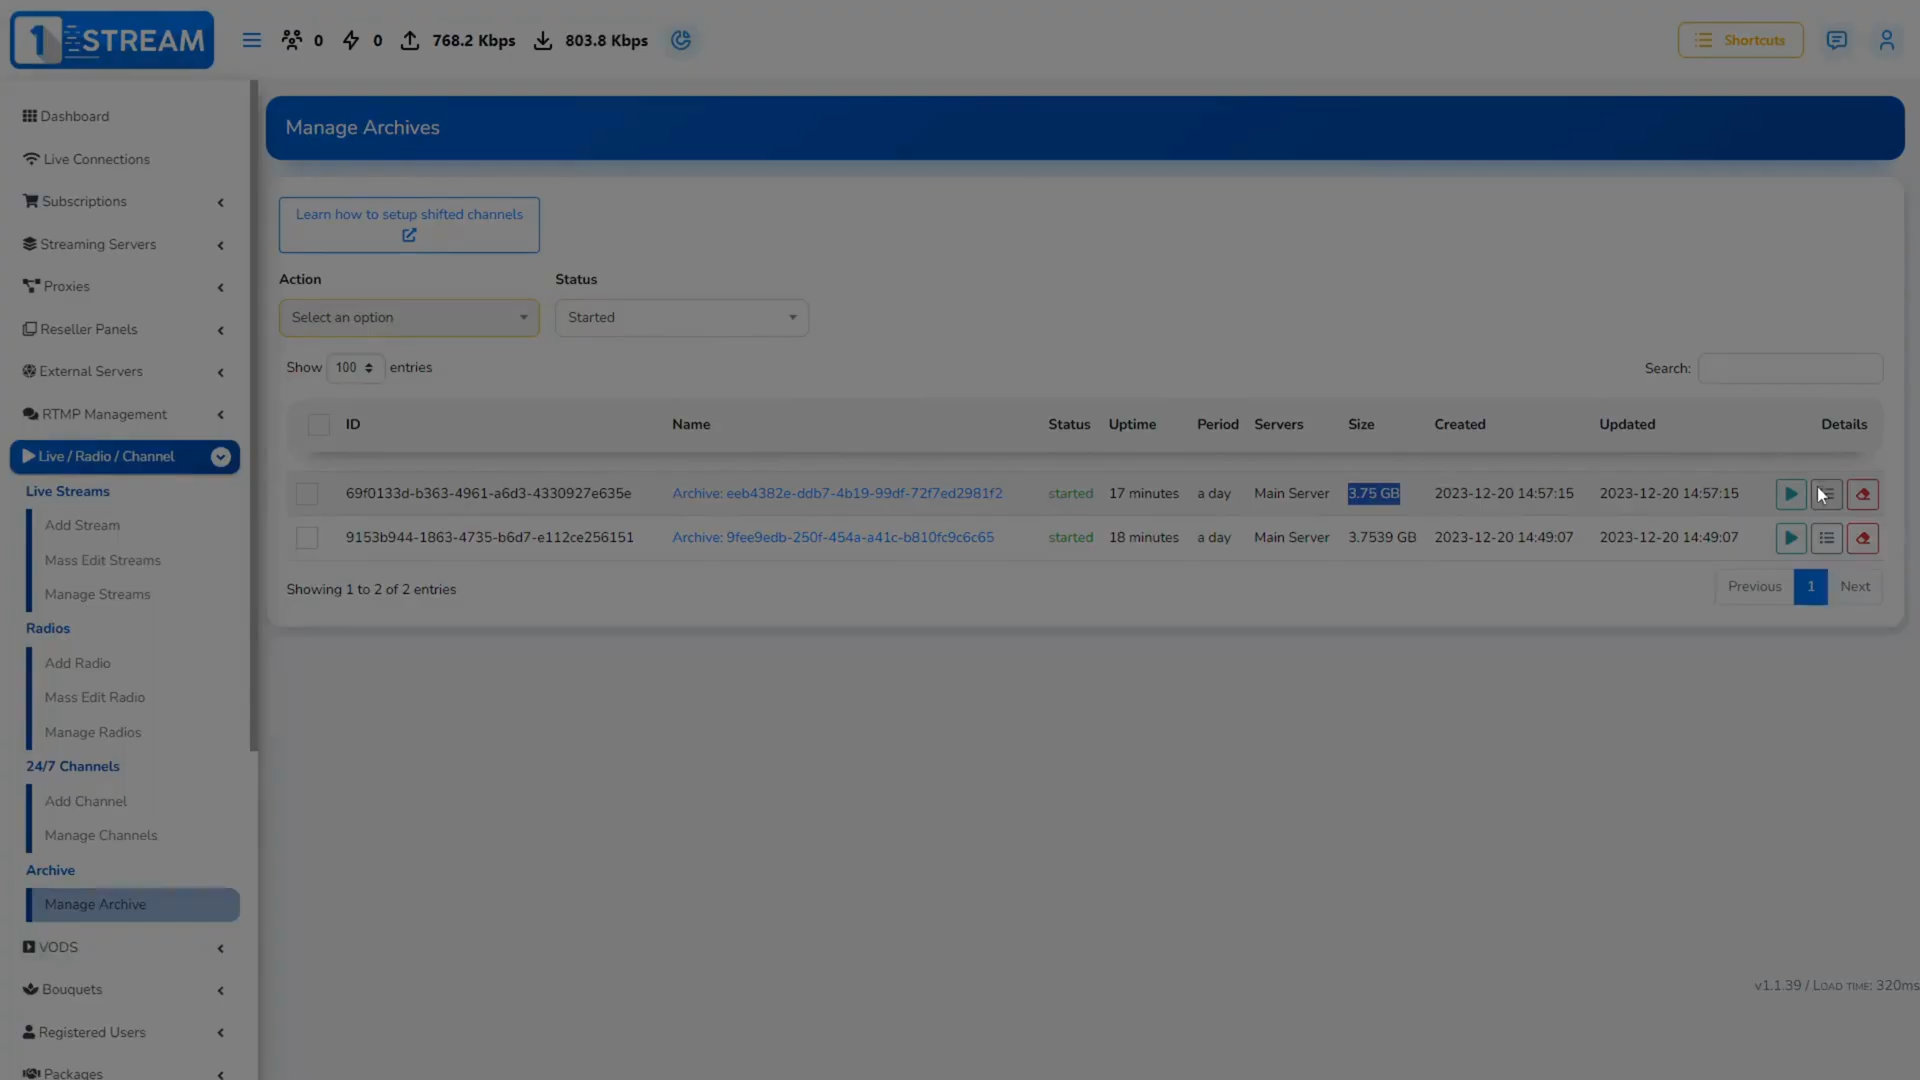 1 STREAM
0 0 768.2 Kbps 803.8 Kbps
Shortcuts
Dashboard
Live Connections
Subscriptions
Streaming Servers
Proxies
Reseller Panels
External Servers
RTMP Management
Live / Radio / Channel
Live Streams
Add Stream
Mass Edit Streams
Manage Streams
Radios
Add Radio
Mass Edit Radio
Manage Radios
24/7 Channels
Add Channel
Manage Channels
Archive
Manage Archive
VODS
Bouquets
Registered Users
Packages
Manage Archives
Learn how to setup shifted channels
Action Status
Select an option Started
Show 100 entries Search:
ID Name Status Uptime Period Servers Size Created Updated Details
69f0133d-b363-4961-a6d3-4330927e635e Archive: eeb4382e-ddb7-4b19-99df-72f7ed2981f2 started 17 minutes a day Main Server 3.75 GB 2023-12-20 14:57:15 2023-12-20 14:57:15
9153b944-1863-4735-b6d7-e112ce256151 Archive: 9fee9edb-250f-454a-a41c-b810fc9c6c65 started 18 minutes a day Main Server 3.7539 GB 2023-12-20 14:49:07 2023-12-20 14:49:07
Showing 1 to 2 of 2 entries Previous 1 Next
v1.1.39 / LOAD TIME: 320ms